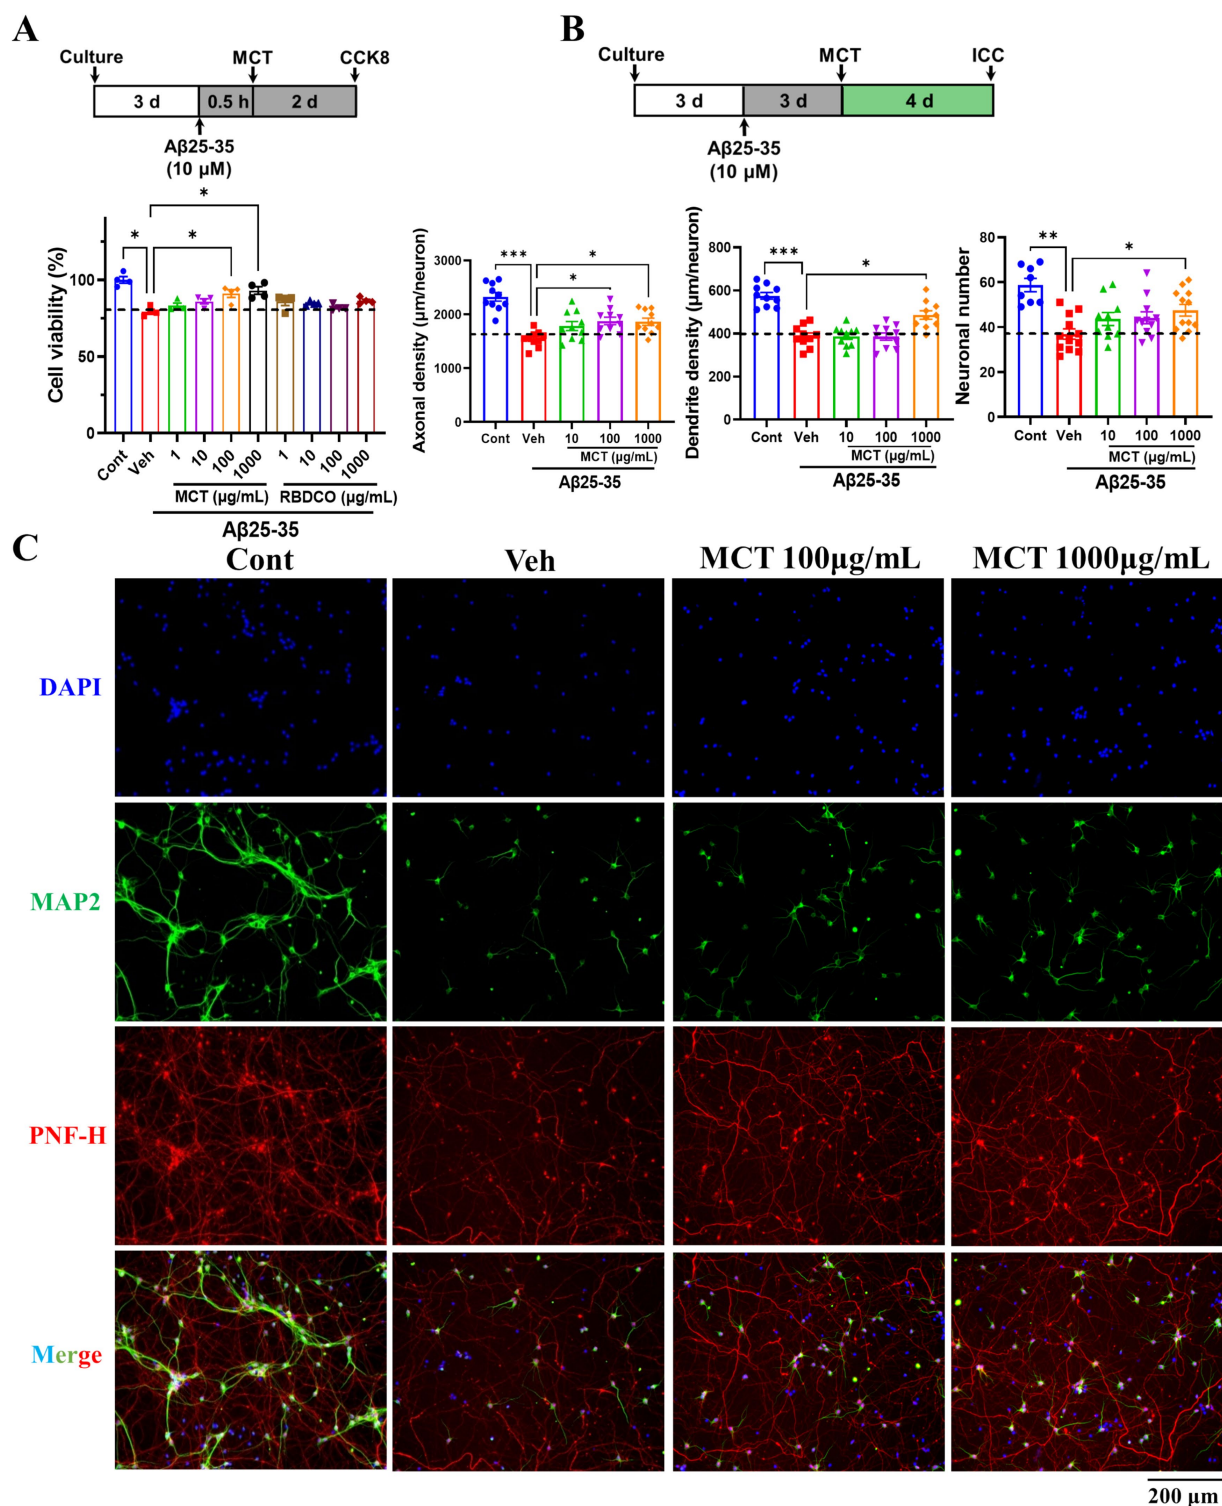 A
Culture
MCT
CCK8
3 d
0.5 h
2 d
Aβ25-35
(10 μM)
B
Culture
MCT
ICC
3 d
3 d
4 d
Aβ25-35
(10 μM)
Cell viability (%)
100
50
0
*
*
*
Cont
Veh
1
10
100
1000
1
10
100
1000
MCT (μg/mL)
RBDCO (μg/mL)
Aβ25-35
Axonal density (μm/neuron)
3000
2000
1000
0
***
*
*
Cont
Veh
10
100
1000
MCT (μg/mL)
Aβ25-35
Dendrite density (μm/neuron)
800
600
400
200
0
***
*
Cont
Veh
10
100
1000
MCT (μg/mL)
Aβ25-35
Neuronal number
80
60
40
20
0
**
*
Cont
Veh
10
100
1000
MCT (μg/mL)
Aβ25-35
C
Cont
Veh
MCT 100μg/mL
MCT 1000μg/mL
DAPI
MAP2
PNF-H
Merge
200 μm